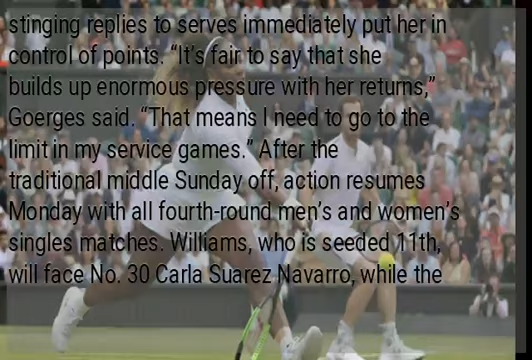 stinging replies to serves immediately put her in
control of points. “It’s fair to say that she
builds up enormous pressure with her returns,”
Goerges said. “That means I need to go to the
limit in my service games.” After the
traditional middle Sunday off, action resumes
Monday with all fourth-round men’s and women’s
singles matches. Williams, who is seeded 11th,
will face No. 30 Carla Suarez Navarro, while the